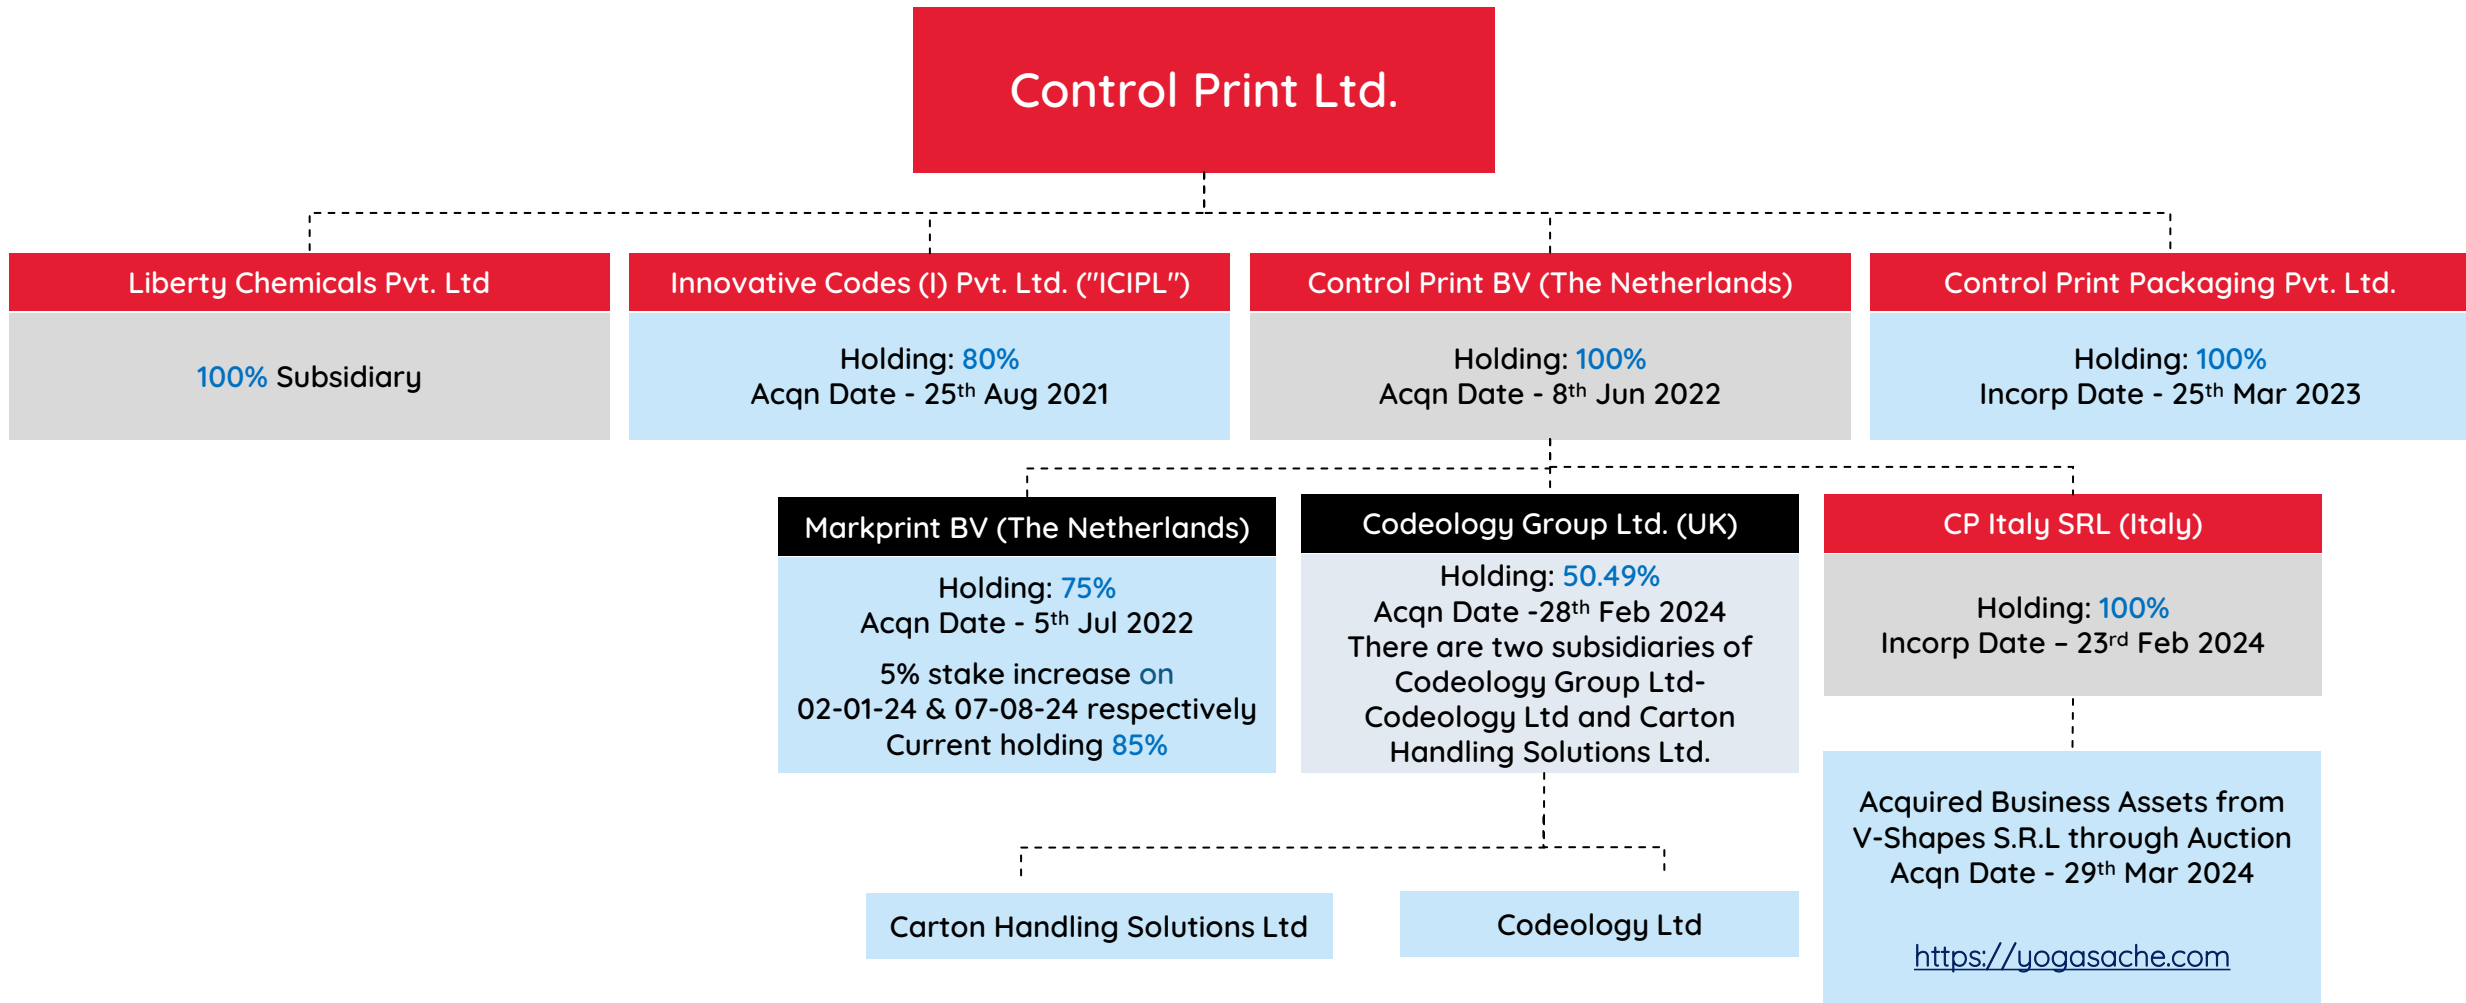 Control Print Ltd.
Liberty Chemicals Pvt. Ltd
100% Subsidiary
Innovative Codes (I) Pvt. Ltd. ("ICIPL")
Holding: 80%
Acqn Date - 25th Aug 2021
Control Print BV (The Netherlands)
Holding: 100%
Acqn Date - 8th Jun 2022
Control Print Packaging Pvt. Ltd.
Holding: 100%
Incorp Date - 25th Mar 2023
Markprint BV (The Netherlands)
Holding: 75%
Acqn Date - 5th Jul 2022
5% stake increase on
02-01-24 & 07-08-24 respectively
Current holding 85%
Codeology Group Ltd. (UK)
Holding: 50.49%
Acqn Date -28th Feb 2024
There are two subsidiaries of
Codeology Group Ltd-
Codeology Ltd and Carton
Handling Solutions Ltd.
CP Italy SRL (Italy)
Holding: 100%
Incorp Date – 23rd Feb 2024
Carton Handling Solutions Ltd
Codeology Ltd
Acquired Business Assets from
V-Shapes S.R.L through Auction
Acqn Date - 29th Mar 2024
https://yogasache.com